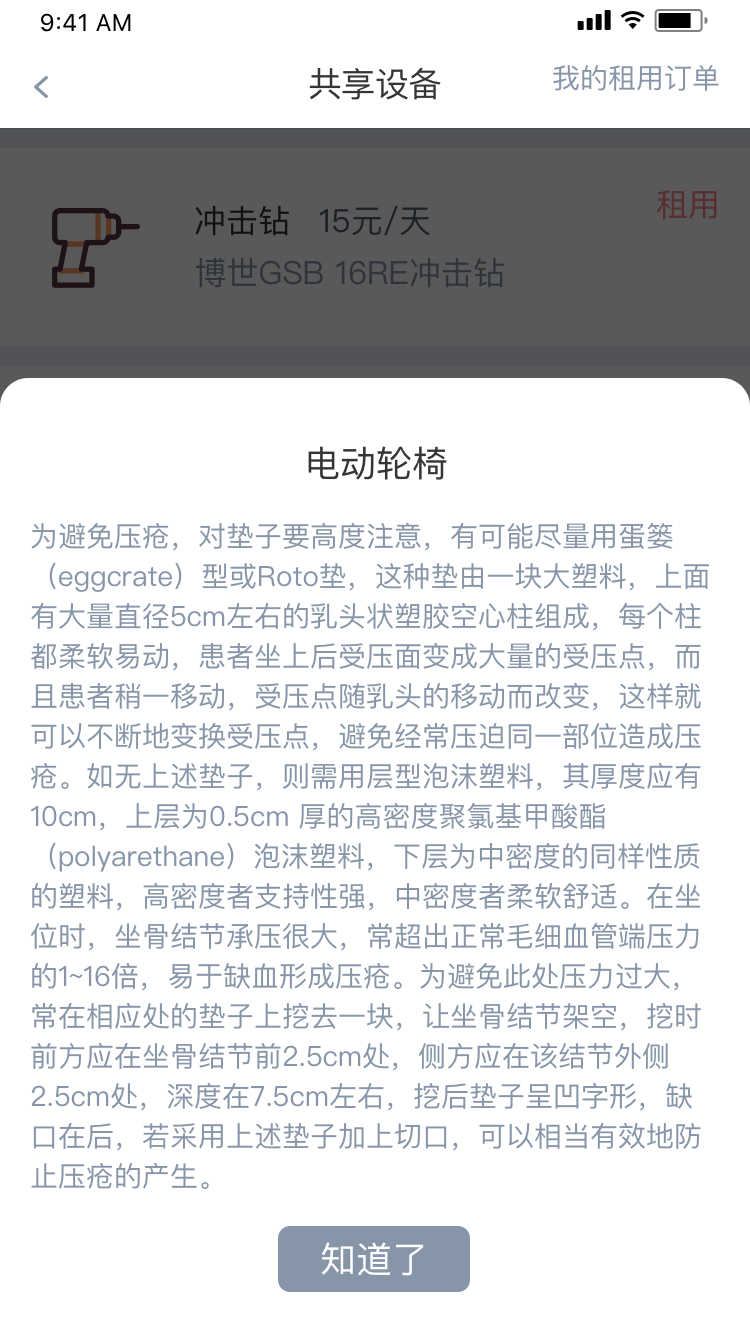 9:41 AM
共享设备
我的租用订单
冲击钻 15元/天
租用
博世GSB 16RE冲击钻
电动轮椅
为避免压疮，对垫子要高度注意，有可能尽量用蛋篓
（eggcrate）型或Roto垫，这种垫由一块大塑料，上面
有大量直径5cm左右的乳头状塑胶空心柱组成，每个柱
都柔软易动，患者坐上后受压面变成大量的受压点，而
且患者稍一移动，受压点随乳头的移动而改变，这样就
可以不断地变换受压点，避免经常压迫同一部位造成压
疮。如无上述垫子，则需用层型泡沫塑料，其厚度应有
10cm，上层为0.5cm 厚的高密度聚氯基甲酸酯
（polyarethane）泡沫塑料，下层为中密度的同样性质
的塑料，高密度者支持性强，中密度者柔软舒适。在坐
位时，坐骨结节承压很大，常超出正常毛细血管端压力
的1~16倍，易于缺血形成压疮。为避免此处压力过大，
常在相应处的垫子上挖去一块，让坐骨结节架空，挖时
前方应在坐骨结节前2.5cm处，侧方应在该结节外侧
2.5cm处，深度在7.5cm左右，挖后垫子呈凹字形，缺
口在后，若采用上述垫子加上切口，可以相当有效地防
止压疮的产生。
知道了